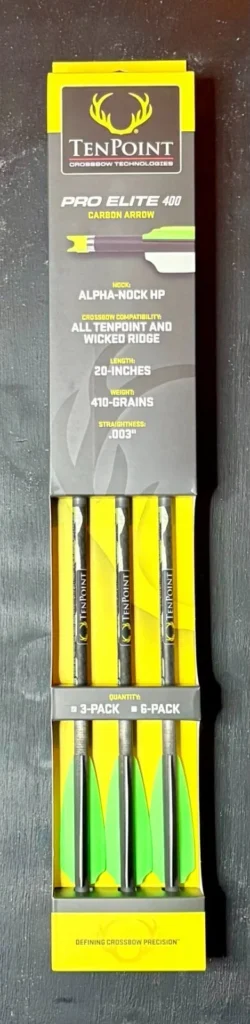 TENPOINT
CROSSBOW TECHNOLOGIES
PRO ELITE 400
CARBON ARROW
NOCK:
ALPHA-NOCK HP
CROSSBOW COMPATIBILITY:
ALL TENPOINT AND
WICKED RIDGE
LENGTH:
20-INCHES
WEIGHT:
410-GRAINS
STRAIGHTNESS:
.003"
TENPOINT
TENPOINT
TENPOINT
QUANTITY:
3-PACK 6-PACK
DEFINING CROSSBOW PRECISION™